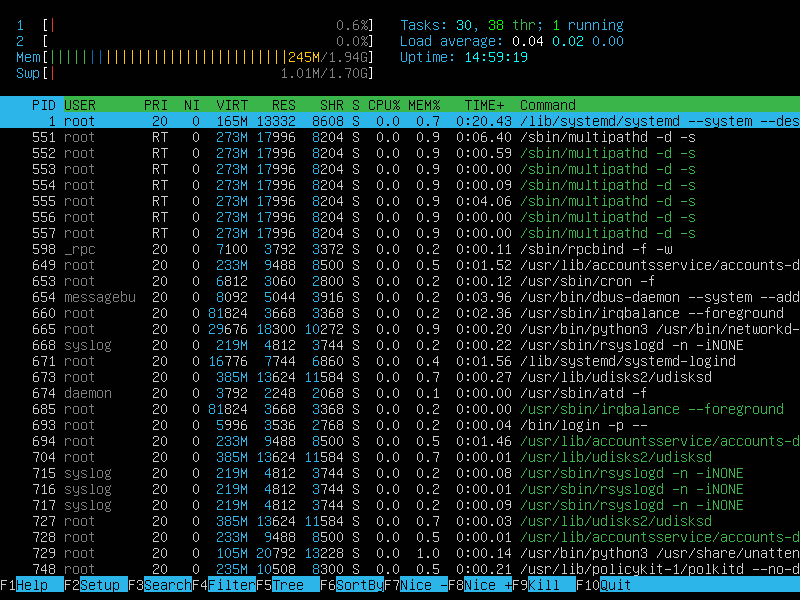 1 [| 0.6%] Tasks: 30, 38 thr; 1 running
2 [ 0.0%] Load average: 0.04 0.02 0.00
Mem[||||||||||||||||||||||||||||||245M/1.94G] Uptime: 14:59:19
Swp[| 1.01M/1.70G]
PID USER PRI NI VIRT RES SHR S CPU% MEM% TIME+ Command
1 root 20 0 165M 13332 8608 S 0.0 0.7 0:20.43 /lib/systemd/systemd --system --des
551 root RT 0 273M 17996 8204 S 0.0 0.9 0:06.40 /sbin/multipathd -d -s
552 root RT 0 273M 17996 8204 S 0.0 0.9 0:00.59 /sbin/multipathd -d -s
553 root RT 0 273M 17996 8204 S 0.0 0.9 0:00.00 /sbin/multipathd -d -s
554 root RT 0 273M 17996 8204 S 0.0 0.9 0:00.09 /sbin/multipathd -d -s
555 root RT 0 273M 17996 8204 S 0.0 0.9 0:04.06 /sbin/multipathd -d -s
556 root RT 0 273M 17996 8204 S 0.0 0.9 0:00.00 /sbin/multipathd -d -s
557 root RT 0 273M 17996 8204 S 0.0 0.9 0:00.00 /sbin/multipathd -d -s
598 _rpc 20 0 7100 3792 3372 S 0.0 0.2 0:00.11 /sbin/rpcbind -f -w
649 root 20 0 233M 9488 8500 S 0.0 0.5 0:01.52 /usr/lib/accountsservice/accounts-d
653 root 20 0 6812 3060 2800 S 0.0 0.2 0:00.12 /usr/sbin/cron -f
654 messagebu 20 0 8092 5044 3916 S 0.0 0.2 0:03.96 /usr/bin/dbus-daemon --system --add
660 root 20 0 81824 3668 3368 S 0.0 0.2 0:02.36 /usr/sbin/irqbalance --foreground
665 root 20 0 29676 18300 10272 S 0.0 0.9 0:00.20 /usr/bin/python3 /usr/bin/networkd-
668 syslog 20 0 219M 4812 3744 S 0.0 0.2 0:00.22 /usr/sbin/rsyslogd -n -iNONE
671 root 20 0 16776 7744 6860 S 0.0 0.4 0:01.56 /lib/systemd/systemd-logind
673 root 20 0 385M 13624 11584 S 0.0 0.7 0:00.27 /usr/lib/udisks2/udisksd
674 daemon 20 0 3792 2248 2068 S 0.0 0.1 0:00.00 /usr/sbin/atd -f
685 root 20 0 81824 3668 3368 S 0.0 0.2 0:00.00 /usr/sbin/irqbalance --foreground
693 root 20 0 5996 3536 2768 S 0.0 0.2 0:00.04 /bin/login -p --
694 root 20 0 233M 9488 8500 S 0.0 0.5 0:01.46 /usr/lib/accountsservice/accounts-d
704 root 20 0 385M 13624 11584 S 0.0 0.7 0:00.01 /usr/lib/udisks2/udisksd
715 syslog 20 0 219M 4812 3744 S 0.0 0.2 0:00.08 /usr/sbin/rsyslogd -n -iNONE
716 syslog 20 0 219M 4812 3744 S 0.0 0.2 0:00.01 /usr/sbin/rsyslogd -n -iNONE
717 syslog 20 0 219M 4812 3744 S 0.0 0.2 0:00.09 /usr/sbin/rsyslogd -n -iNONE
727 root 20 0 385M 13624 11584 S 0.0 0.7 0:00.03 /usr/lib/udisks2/udisksd
728 root 20 0 233M 9488 8500 S 0.0 0.5 0:00.01 /usr/lib/accountsservice/accounts-d
729 root 20 0 105M 20792 13228 S 0.0 1.0 0:00.14 /usr/bin/python3 /usr/share/unatten
748 root 20 0 235M 10508 8300 S 0.0 0.5 0:00.21 /usr/lib/policykit-1/polkitd --no-d
F1Help F2Setup F3SearchF4FilterF5Tree F6SortByF7Nice -F8Nice +F9Kill F10Quit